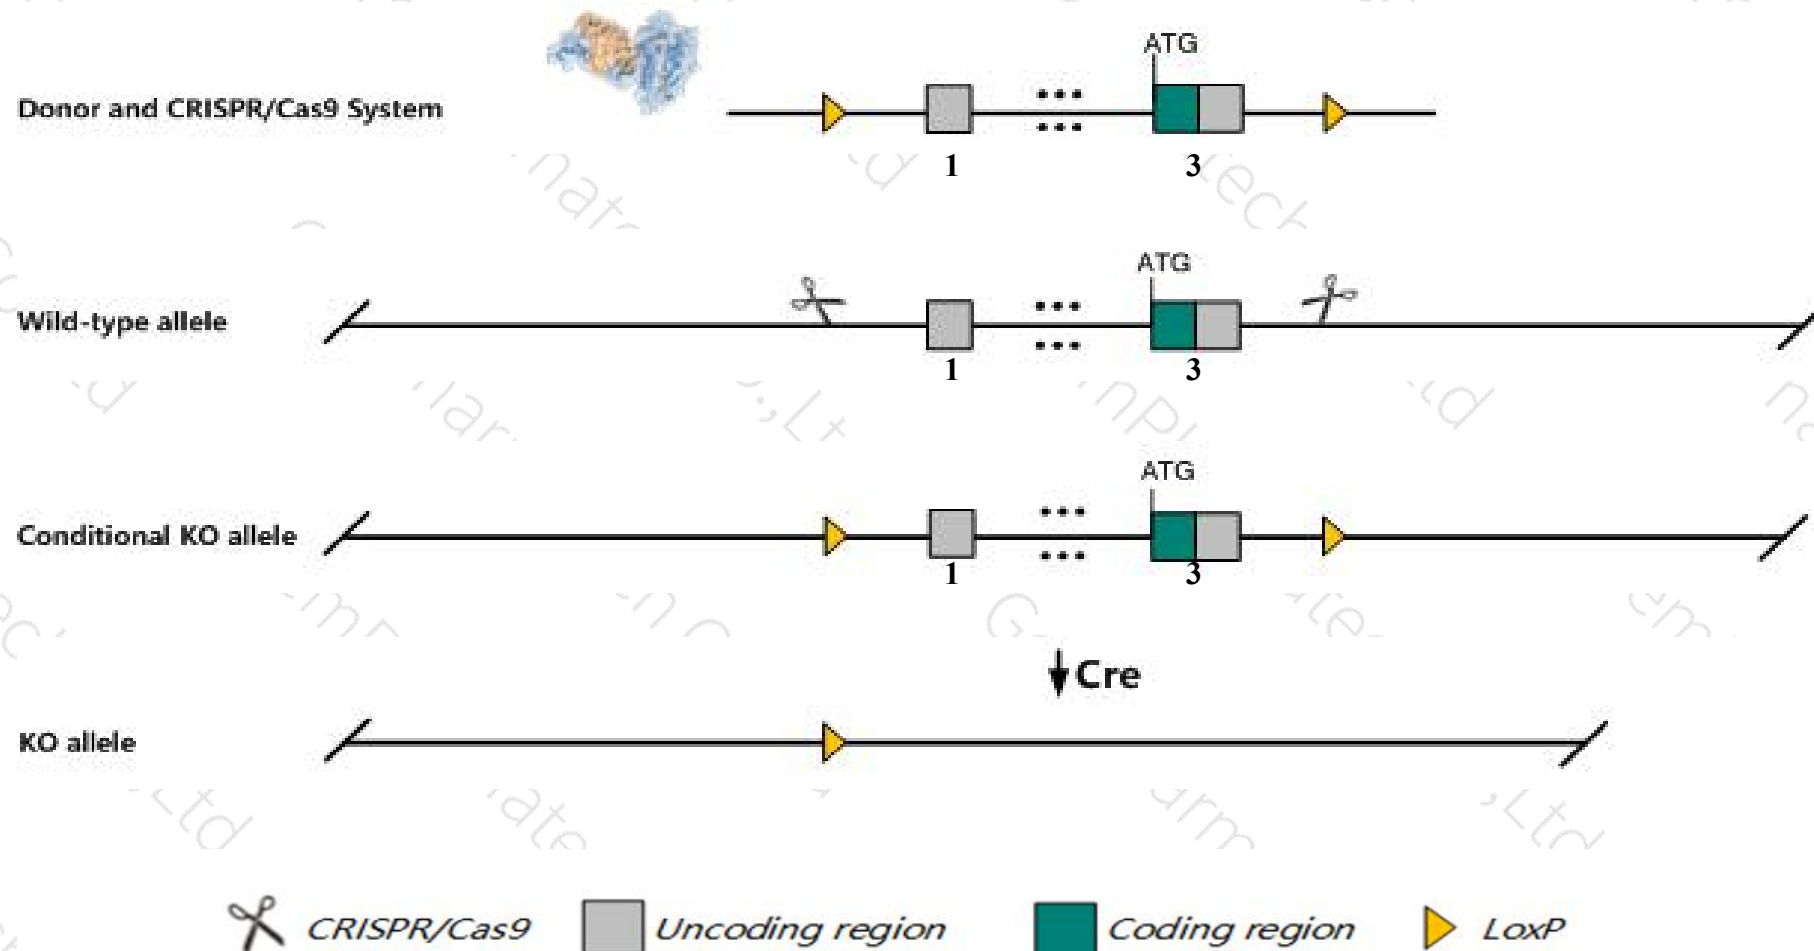 ATG
Donor and CRISPR/Cas9 System
1 3
ATG
Wild-type allele
1 3
ATG
Conditional KO allele
1 3
Cre
KO allele
CRISPR/Cas9 Uncoding region Coding region LoxP